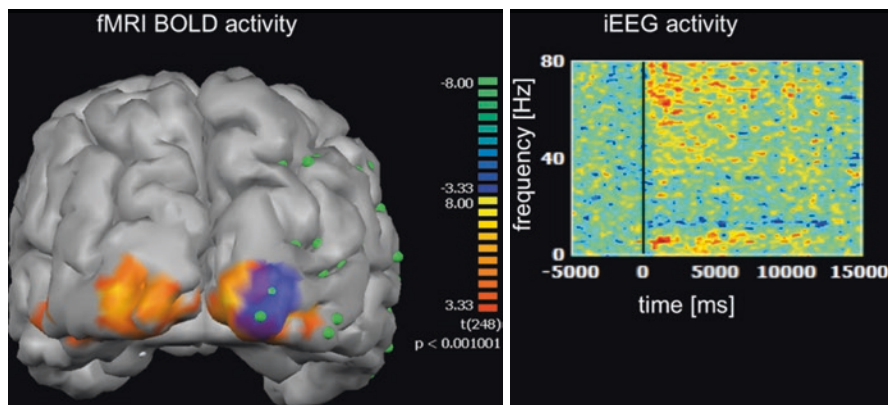 fMRI BOLD activity
-8.00
-3.33
8.00
3.33
t(248)
p < 0.001001
iEEG activity
frequency [Hz]
80
40
0
-5000 0 5000 10000 15000
time [ms]